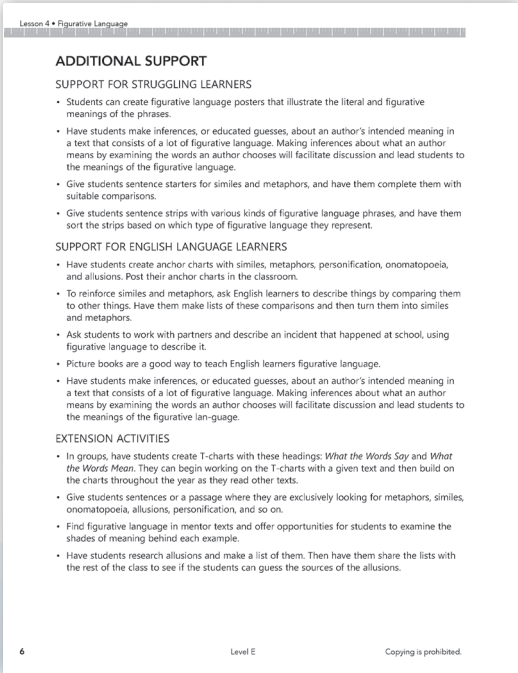 Lesson 4 • Figurative Language
ADDITIONAL SUPPORT
SUPPORT FOR STRUGGLING LEARNERS
• Students can create figurative language posters that illustrate the literal and figurative
meanings of the phrases.
• Have students make inferences, or educated guesses, about an author's intended meaning in
a text that consists of a lot of figurative language. Making inferences about what an author
means by examining the words an author chooses will facilitate discussion and lead students to
the meanings of the figurative language.
• Give students sentence starters for similes and metaphors, and have them complete them with
suitable comparisons.
• Give students sentence strips with various kinds of figurative language phrases, and have them
sort the strips based on which type of figurative language they represent.
SUPPORT FOR ENGLISH LANGUAGE LEARNERS
• Have students create anchor charts with similes, metaphors, personification, onomatopoeia,
and allusions. Post their anchor charts in the classroom.
• To reinforce similes and metaphors, ask English learners to describe things by comparing them
to other things. Have them make lists of these comparisons and then turn them into similes
and metaphors.
• Ask students to work with partners and describe an incident that happened at school, using
figurative language to describe it.
• Picture books are a good way to teach English learners figurative language.
• Have students make inferences, or educated guesses, about an author's intended meaning in
a text that consists of a lot of figurative language. Making inferences about what an author
means by examining the words an author chooses will facilitate discussion and lead students to
the meanings of the figurative lan-guage.
EXTENSION ACTIVITIES
• In groups, have students create T-charts with these headings: What the Words Say and What
the Words Mean. They can begin working on the T-charts with a given text and then build on
the charts throughout the year as they read other texts.
• Give students sentences or a passage where they are exclusively looking for metaphors, similes,
onomatopoeia, allusions, personification, and so on.
• Find figurative language in mentor texts and offer opportunities for students to examine the
shades of meaning behind each example.
• Have students research allusions and make a list of them. Then have them share the lists with
the rest of the class to see if the students can guess the sources of the allusions.
6
Level E
Copying is prohibited.